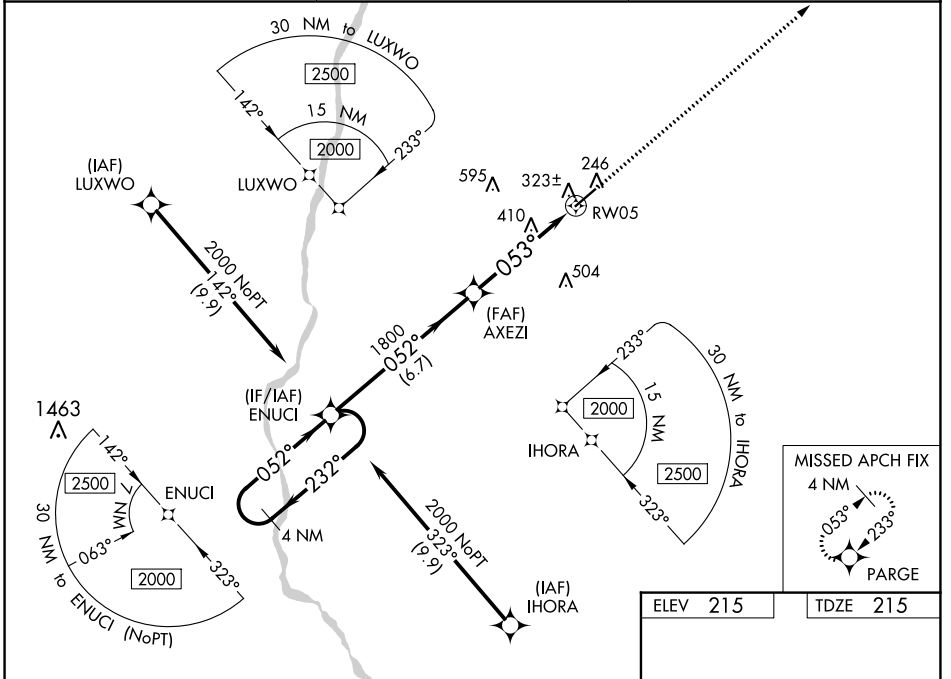 30 NM to LUXWO
2500
142°
15 NM
2000
233°
LUXWO
(IAF)
LUXWO
2000 NoPT
142°
(9.9)
595
323±
246
RW05
410
053°
504
(FAF)
AXEZI
1800
052°
(6.7)
(IF/IAF)
ENUCI
052°
232°
4 NM
1463
142°
2500
7 NM
ENUCI
063°
2000
323°
30 NM to ENUCI (NoPT)
2000 NoPT
323°
(9.9)
(IAF)
IHORA
233°
15 NM
2000
30 NM to IHORA
IHORA
2500
323°
MISSED APCH FIX
4 NM
053°
233°
PARGE
ELEV 215
TDZE 215